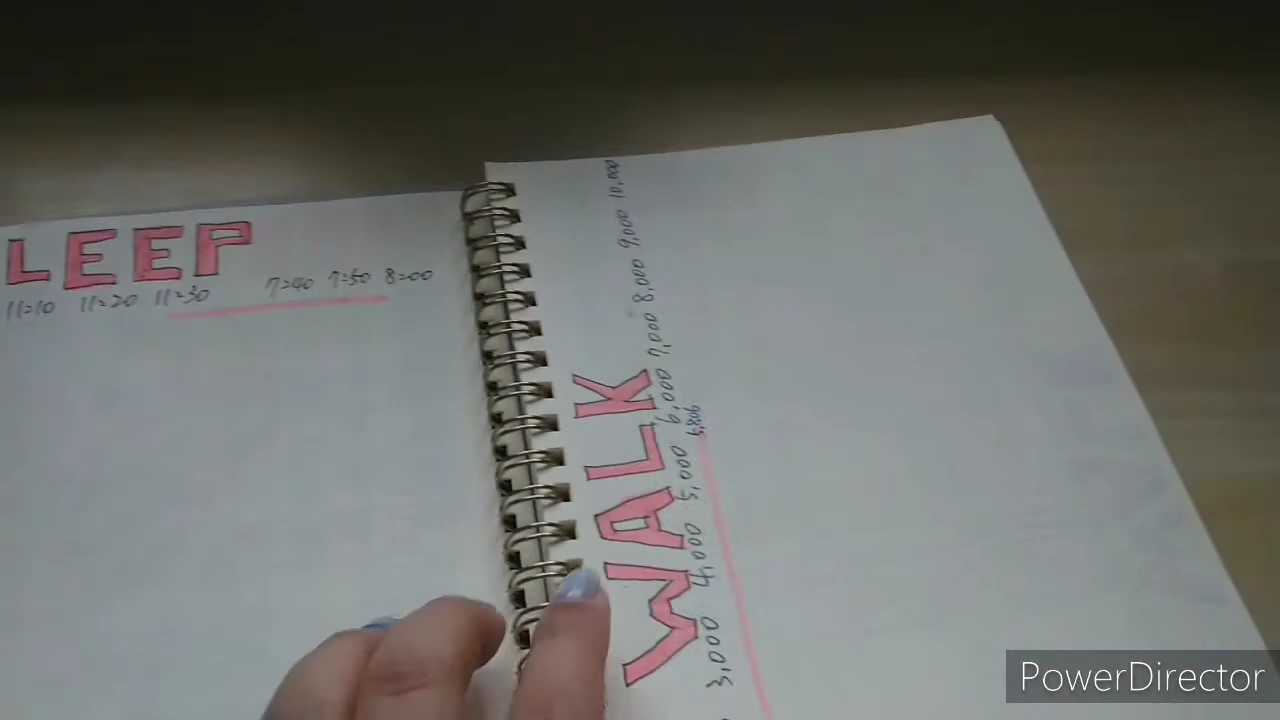 LEEP
11=10 11=20 11=30 7=40 7=50 8=00
WALK
3,000 4,000 5,000 6,000 7,000 8,000 9,000 10,000
5,806
PowerDirector